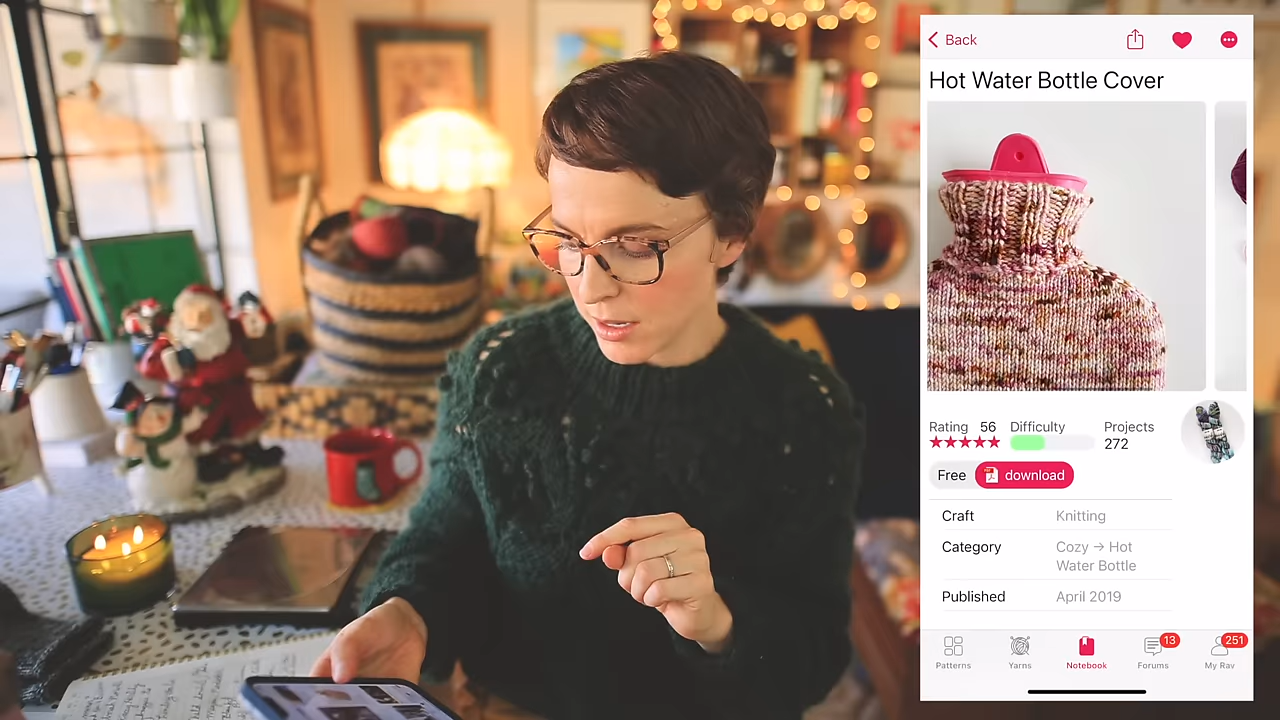 Back
Hot Water Bottle Cover
Rating 56 Difficulty Projects
272
Free download
Craft Knitting
Category Cozy → Hot
Water Bottle
Published April 2019
13 251
Patterns Yarns Notebook Forums My Rav